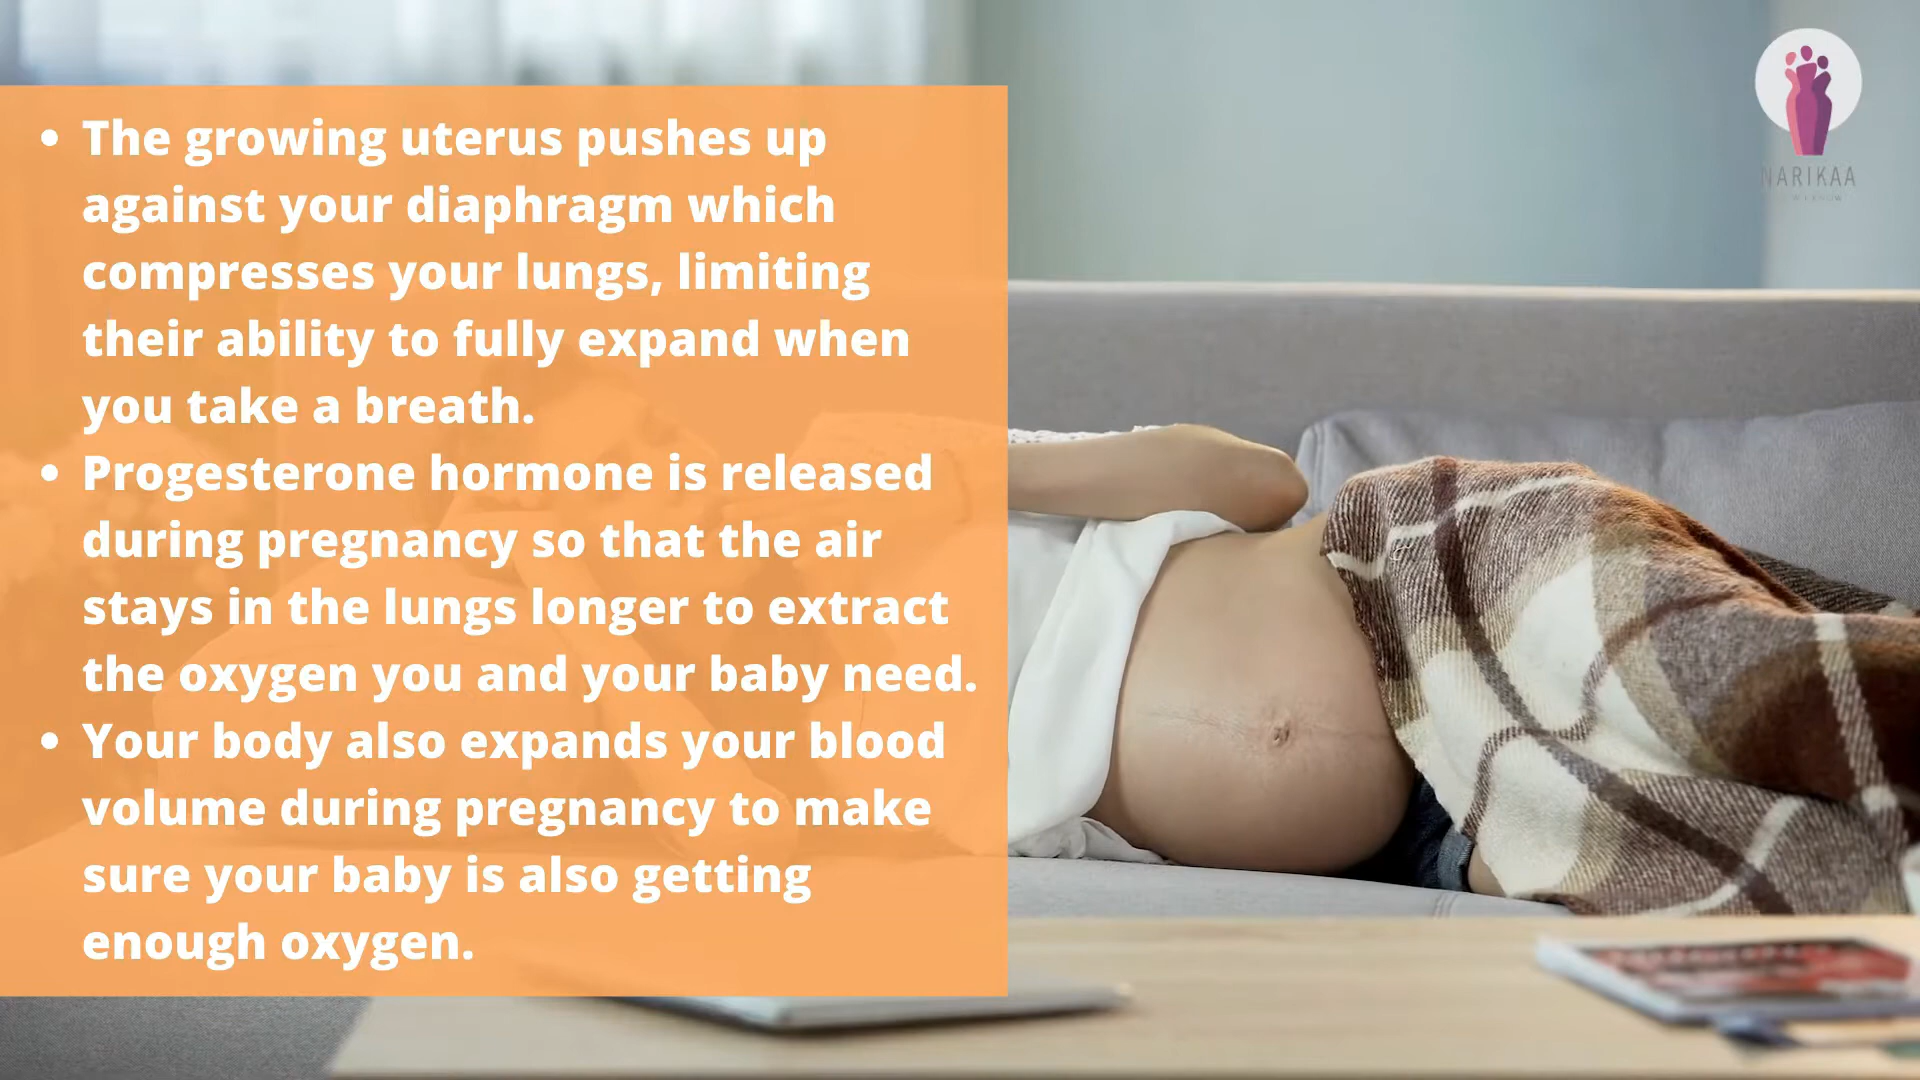 • The growing uterus pushes up
against your diaphragm which
compresses your lungs, limiting
their ability to fully expand when
you take a breath.
• Progesterone hormone is released
during pregnancy so that the air
stays in the lungs longer to extract
the oxygen you and your baby need.
• Your body also expands your blood
volume during pregnancy to make
sure your baby is also getting
enough oxygen.
NARIKAA